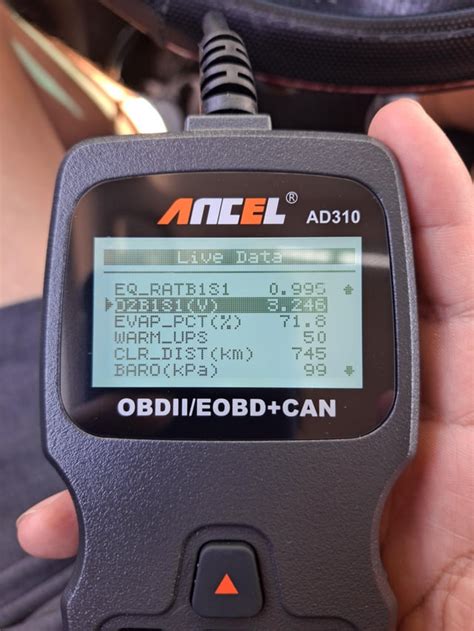 ANCEL® AD310
Live Data
EQ_RATB1S1 0.995
O2B1S1(V) 3.246
EVAP_PCT(%) 71.8
WARM_UPS 50
CLR_DIST(km) 745
BARO(kPa) 99
OBDII/EOBD+CAN